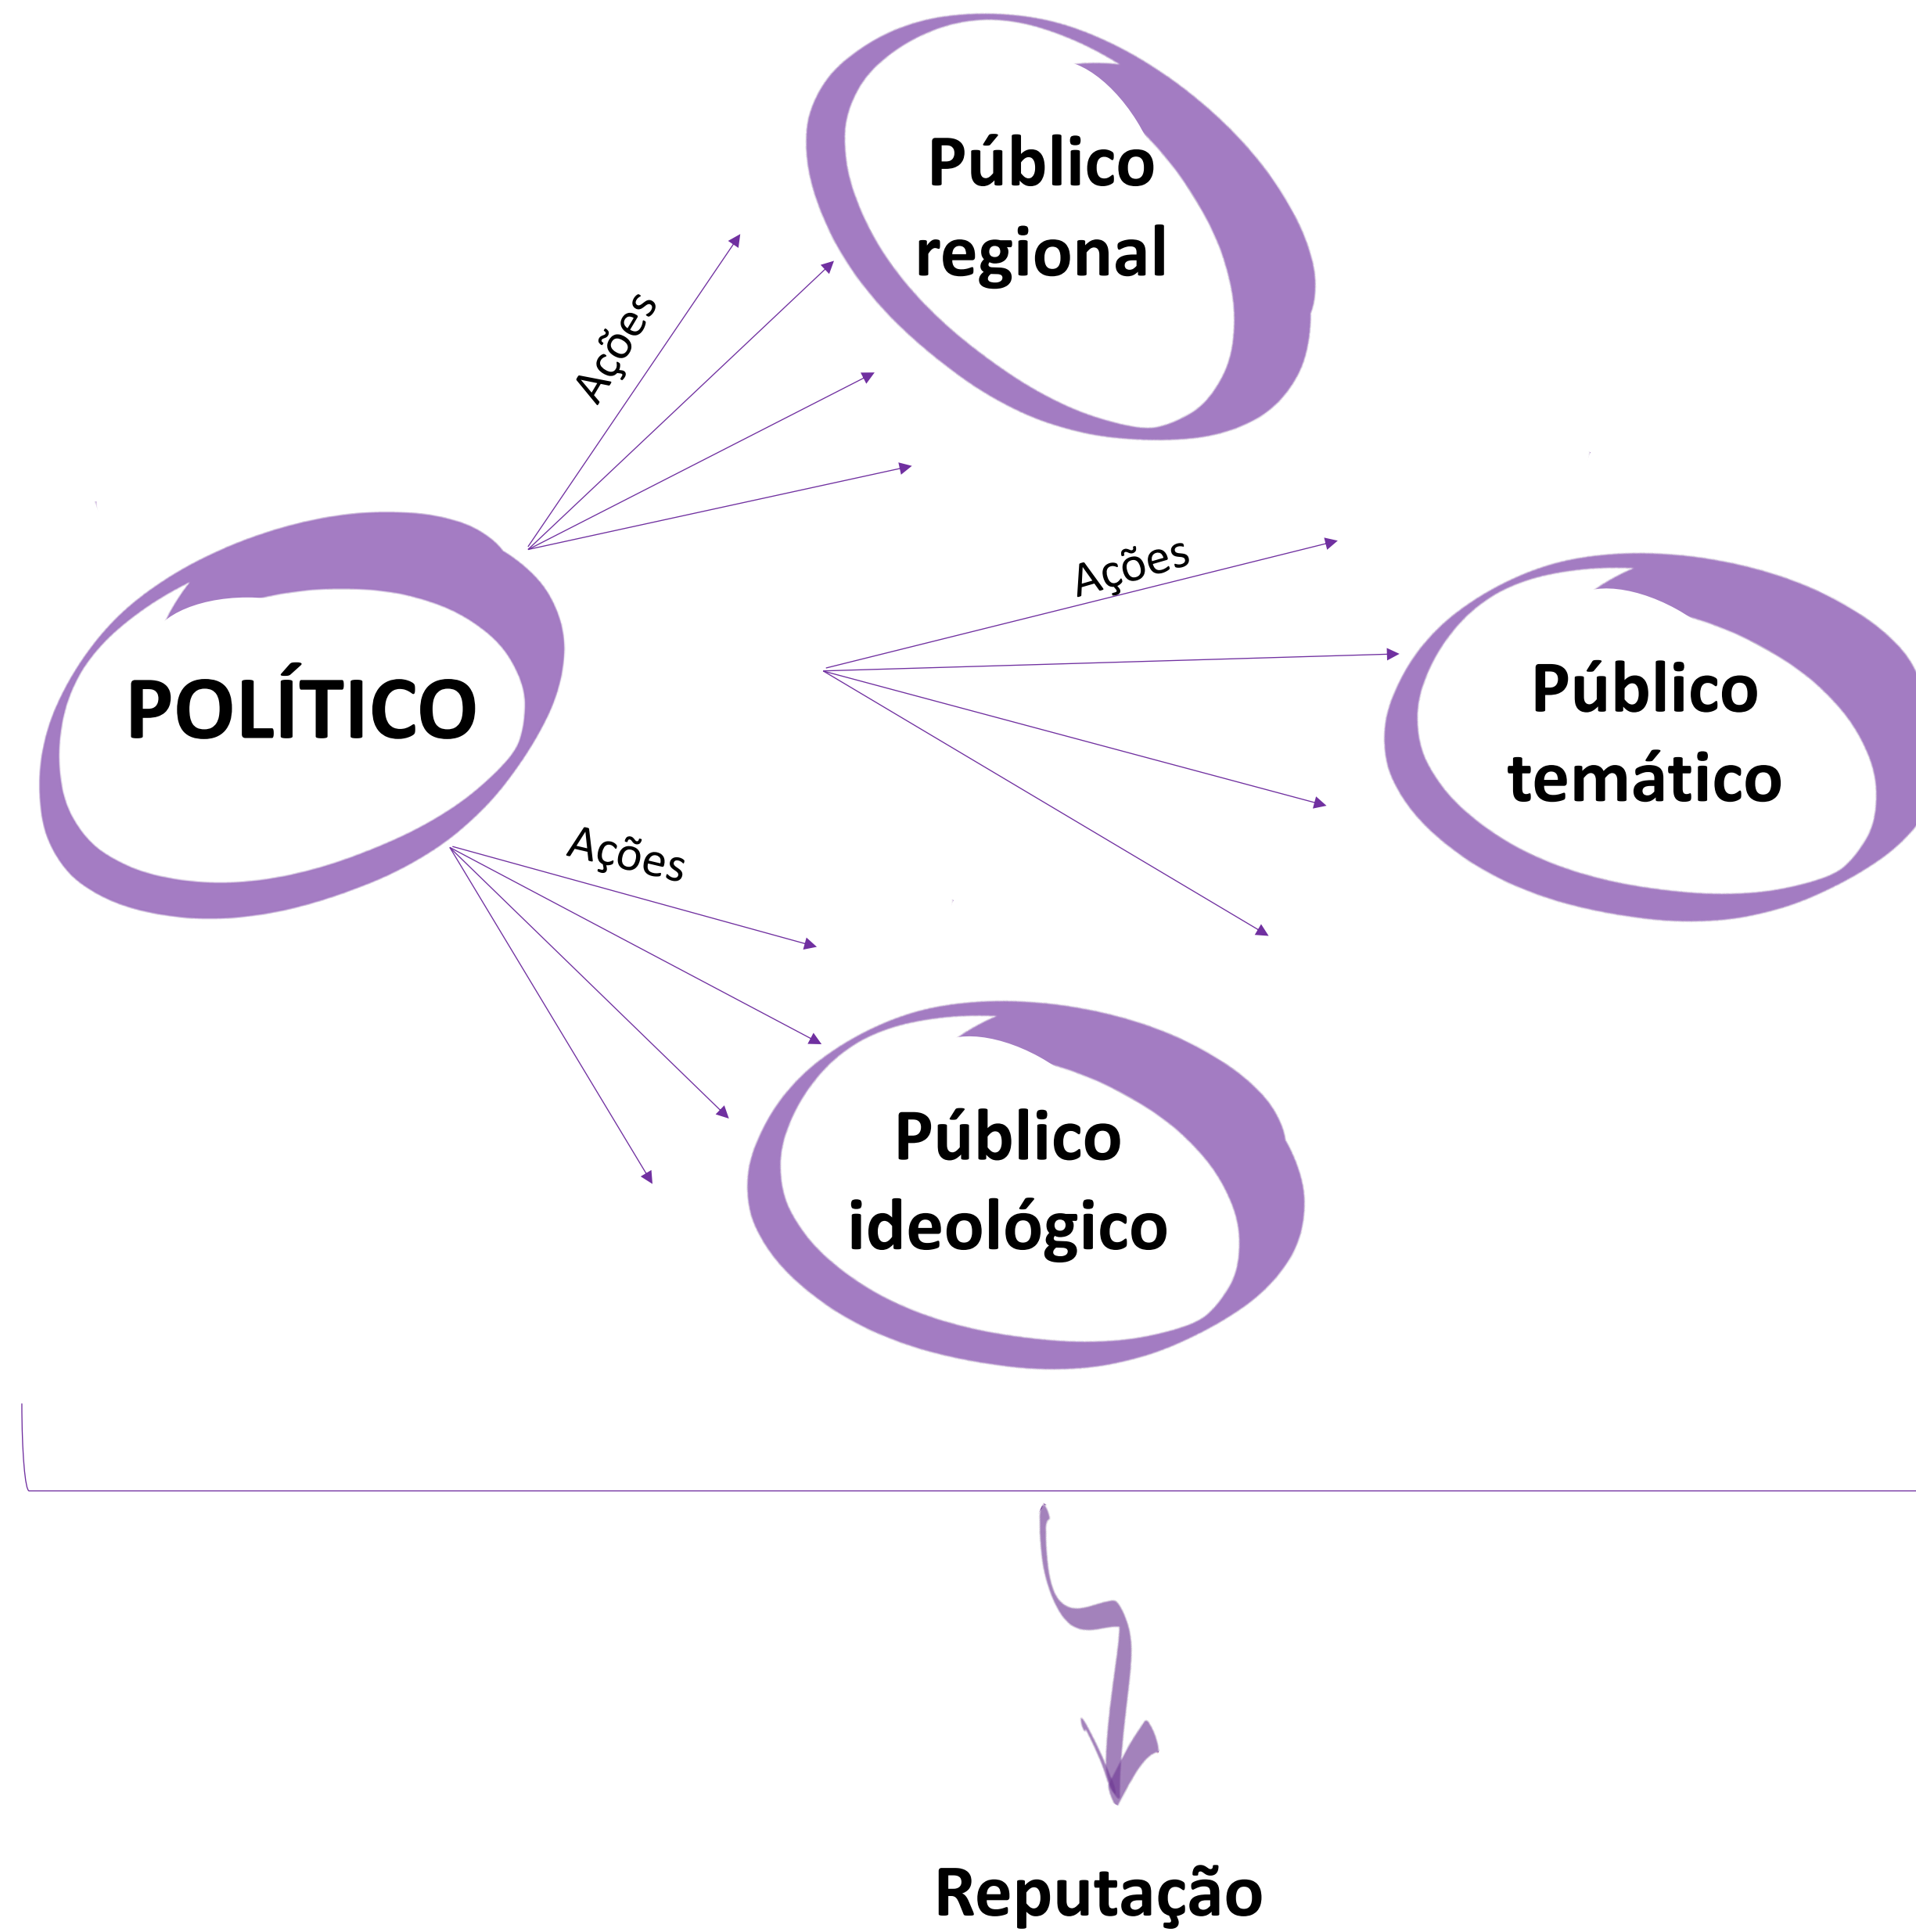 Público
regional
Ações
Ações
POLÍTICO
Público
temático
Ações
Público
ideológico
Reputação